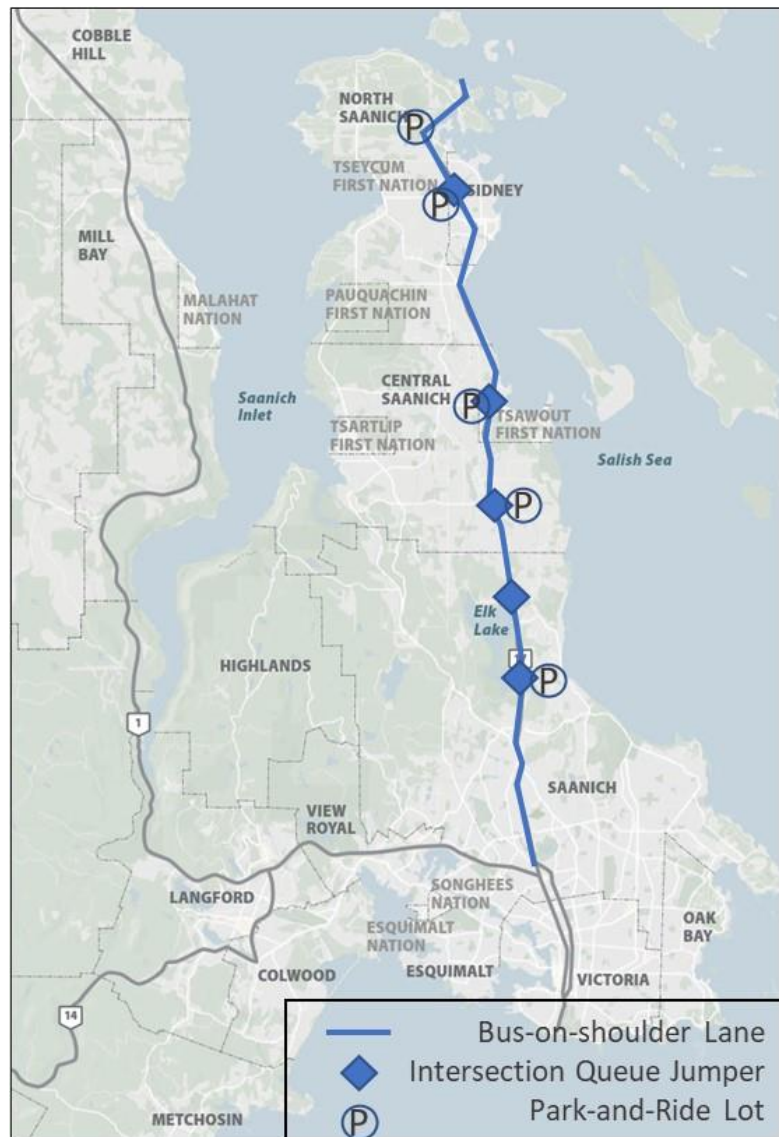 COBBLE
HILL
NORTH
SAANICH
P
TSEYCUM
FIRST NATION
SIDNEY
P
MILL
BAY
MALAHAT
NATION
PAUQUACHIN
FIRST NATION
Saanich
Inlet
CENTRAL
SAANICH
P
TSAWOUT
FIRST NATION
TSARTLIP
FIRST NATION
Salish Sea
P
Elk
Lake
HIGHLANDS
17
P
1
SAANICH
VIEW
ROYAL
LANGFORD
SONGHEES
NATION
ESQUIMALT
NATION
OAK
BAY
COLWOOD
ESQUIMALT
VICTORIA
14
METCHOSIN
Bus-on-shoulder Lane
Intersection Queue Jumper
P
Park-and-Ride Lot